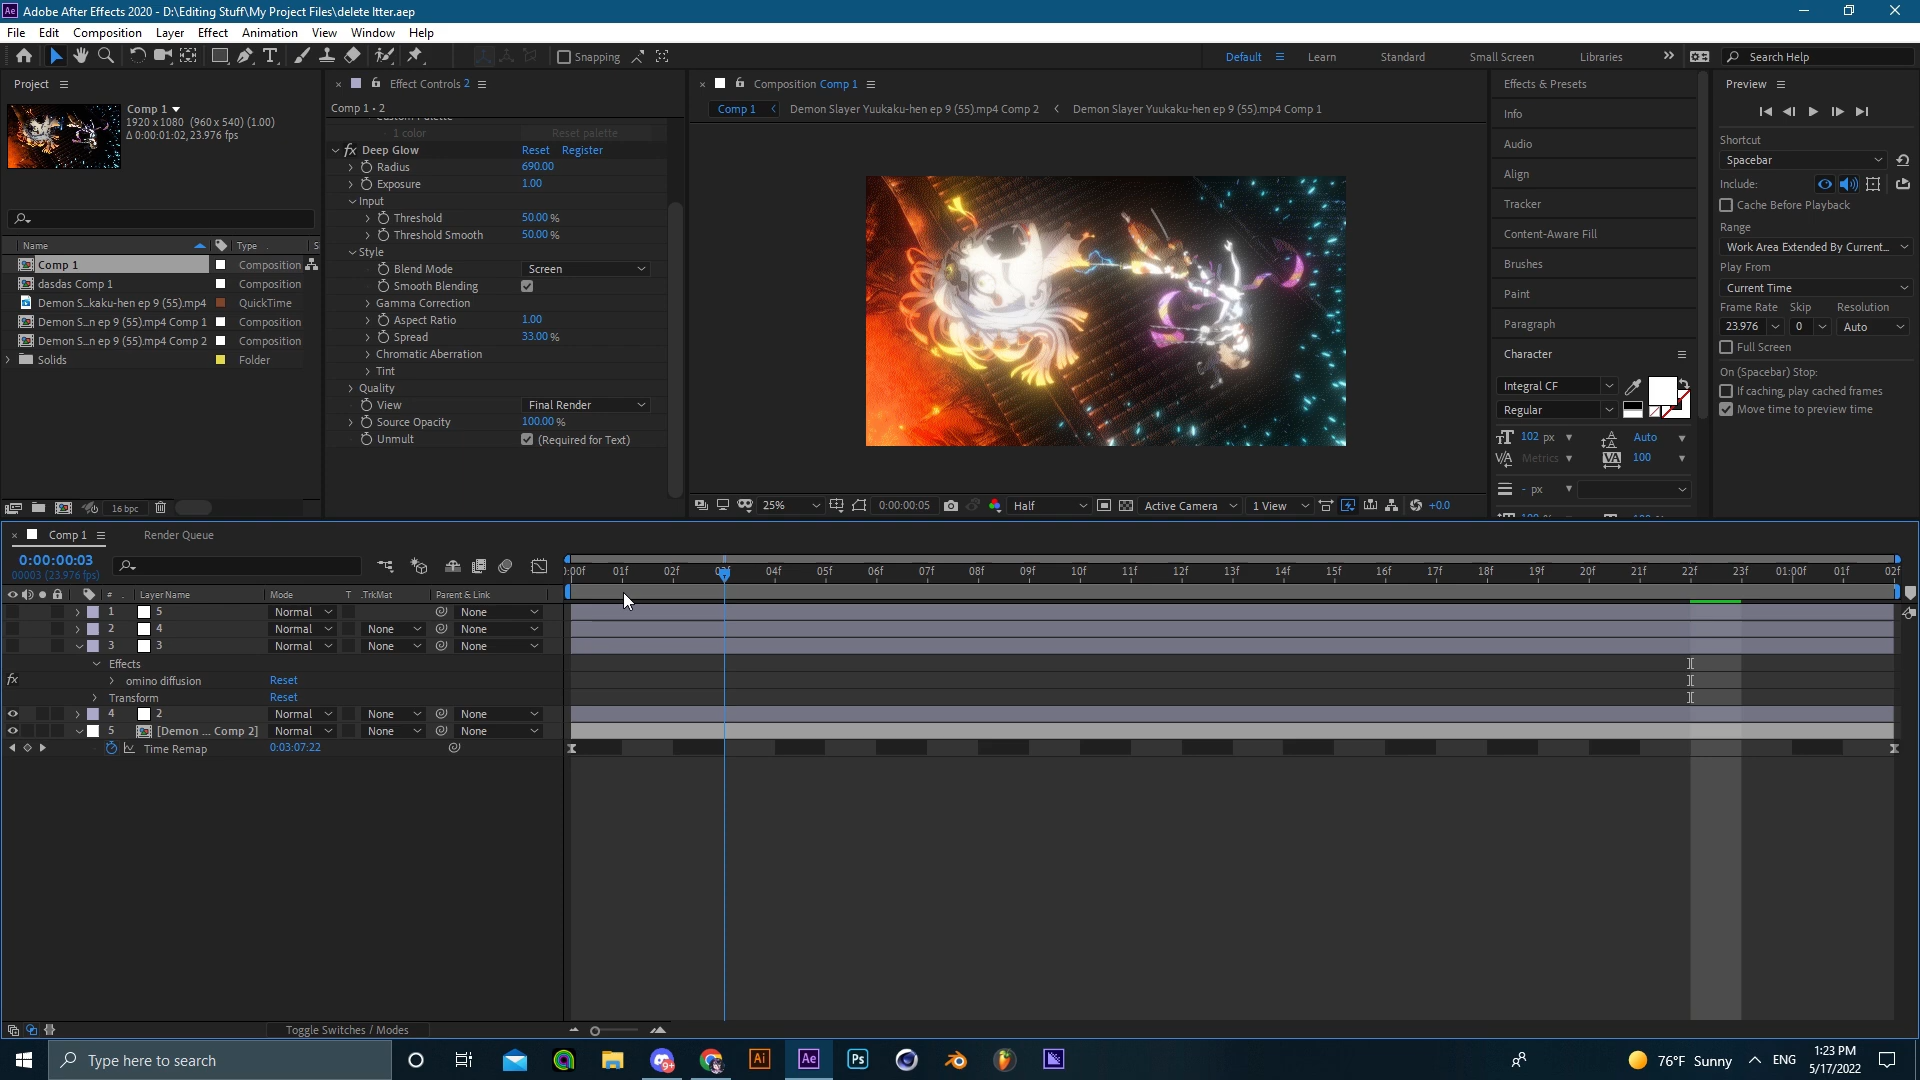 Adobe After Effects 2020 - D:\Editing Stuff\My Project Files\delete ltter.aep
File Edit Composition Layer Effect Animation View Window Help
Snapping
Default Learn Standard Small Screen Libraries Search Help
Project
Comp 1
1920 x 1080 (960 x 540) (1.00)
Δ 0:00:01:02, 23.976 fps
Name Type S
Comp 1 Composition
dasdas Comp 1 Composition
Demon S...kaku-hen ep 9 (55).mp4 QuickTime
Demon S...n ep 9 (55).mp4 Comp 1 Composition
Demon S...n ep 9 (55).mp4 Comp 2 Composition
Solids Folder
16 bpc
Effect Controls 2
Comp 1 • 2
1 color Reset palette
fx Deep Glow Reset Register
Radius 690.00
Exposure 1.00
Input
Threshold 50.00 %
Threshold Smooth 50.00 %
Style
Blend Mode Screen
Smooth Blending
Gamma Correction
Aspect Ratio 1.00
Spread 33.00 %
Chromatic Aberration
Tint
Quality
View Final Render
Source Opacity 100.00 %
Unmult (Required for Text)
Composition Comp 1
Comp 1 Demon Slayer Yuukaku-hen ep 9 (55).mp4 Comp 2 Demon Slayer Yuukaku-hen ep 9 (55).mp4 Comp 1
25% 0:00:00:05 Half Active Camera 1 View +0.0
Effects & Presets
Info
Audio
Align
Tracker
Content-Aware Fill
Brushes
Paint
Paragraph
Character
Integral CF
Regular
102 px Auto
Metrics 100
- px
Preview
Shortcut
Spacebar
Include:
Cache Before Playback
Range
Work Area Extended By Current...
Play From
Current Time
Frame Rate Skip Resolution
23.976 0 Auto
Full Screen
On (Spacebar) Stop:
If caching, play cached frames
Move time to preview time
Comp 1 Render Queue
0:00:00:03
00003 (23.976 fps)
:00f 01f 02f 03f 04f 05f 06f 07f 08f 09f 10f 11f 12f 13f 14f 15f 16f 17f 18f 19f 20f 21f 22f 23f 01:00f 01f 02f
# Layer Name Mode T .TrkMat Parent & Link
1 5 Normal None
2 4 Normal None None
3 3 Normal None None
Effects
fx omino diffusion Reset
Transform Reset
4 2 Normal None None
5 [Demon ... Comp 2] Normal None None
Time Remap 0:03:07:22
Toggle Switches / Modes
Type here to search
Ai Ae Ps
76°F Sunny ENG
1:23 PM
5/17/2022